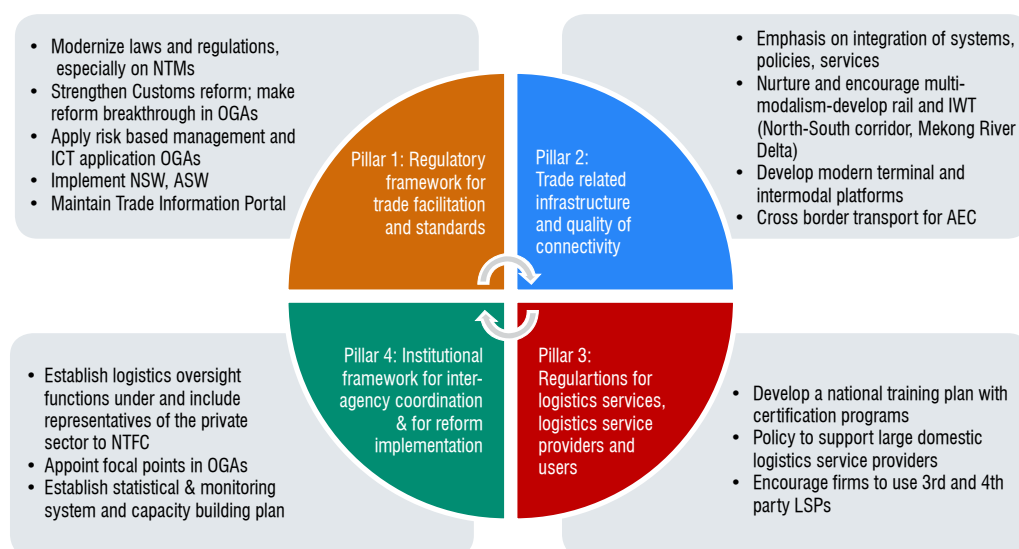 • Modernize laws and regulations,
especially on NTMs
• Strengthen Customs reform; make
reform breakthrough in OGAs
• Apply risk based management and
ICT application OGAs
• Implement NSW, ASW
• Maintain Trade Information Portal
Pillar 1: Regulatory
framework for
trade facilitation
and standards
Pillar 2:
Trade related
infrastructure
and quality of
connectivity
• Emphasis on integration of systems,
policies, services
• Nurture and encourage multi-
modalism-develop rail and IWT
(North-South corridor, Mekong River
Delta)
• Develop modern terminal and
intermodal platforms
• Cross border transport for AEC
• Establish logistics oversight
functions under and include
representatives of the private
sector to NTFC
• Appoint focal points in OGAs
• Establish statistical & monitoring
system and capacity building plan
Pillar 4: Institutional
framework for inter-
agency coordination
& for reform
implementation
Pillar 3:
Regulartions for
logistics services,
logistics service
providers and
users
• Develop a national training plan with
certification programs
• Policy to support large domestic
logistics service providers
• Encourage firms to use 3rd and 4th
party LSPs